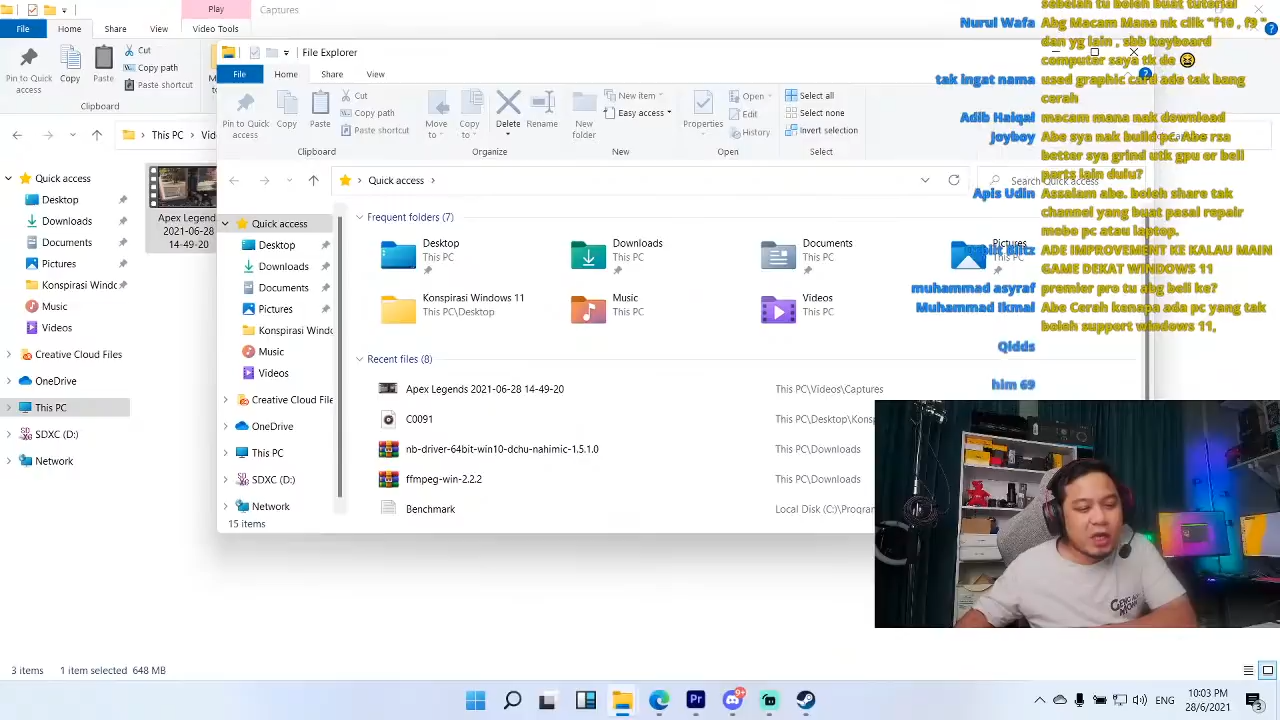 Play
Captures
File
Home
Share
View
Video Tools
Pin to Quick
access
Copy
Paste
Cut
Copy path
Paste shortcut
Clipboard
This PC
Quick access
Desktop
Downloads
Documents
Pictures
Konspirasi Windo
Music
Videos
Creative Cloud Files
OneDrive
This PC
SDXC (D:)
Network
Apex Legends
2021-06-28
14-49-20
File Explorer
File
Home
Share
View
Pin to Quick
access
Copy path
Paste shortcut
Move
Copy
Delete
Rename
New
folder
New item
Easy access
New
Properties
Open
Edit
History
Open
Select all
Select none
Invert selection
Select
Quick access
Search Quick access
Quick access
Desktop
Downloads
Documents
Pictures
Konspirasi Windo
Music
Videos
Creative Cloud File
OneDrive
This PC
SDXC (D:)
Network
15 items
Frequent folders (7)
Desktop
Downloads
This PC
Documents
This PC
Pictures
This PC
Windows 11
Desktop
Music
This PC
Videos
This PC
Recent files (8)
Apex Legends 2021-06-28 14-49-20
This PC\Videos\Captures
C0091
This PC\Desktop\Konsp
nb-driver-64bit-win10-dchu-nahimic-1.5.1.0
This PC\Downloads
ffmpeg-win-2.2.2
This PC\Downloads
Benchmark
Local Disk (C:)\Program
sebelah tu boleh buat tutorial
Nurul Wafa Abg Macam Mana nk clik "f10 , f9 "
dan yg lain , sbb keyboard
computer saya tk de 😆
tak ingat nama used graphic card ade tak bang
cerah
Adib Haiqal macam mana nak download
joyboy Abe sya nak build pc. Abe rsa
better sya grind utk gpu or beli
parts lain dulu?
Apis Udin Assalam abe. boleh share tak
channel yang buat pasal repair
mobo pc atau laptop.
Blitz ADE IMPROVEMENT KE KALAU MAIN
GAME DEKAT WINDOWS 11
muhammad asyraf premier pro tu abg beli ke?
Muhammad Ikmal Abe Cerah kenapa ada pc yang tak
boleh support windows 11,
Qidds
him 69
3 items 1 item selected 648 MB
Pr
9+
ENG
10:03 PM
28/6/2021
3